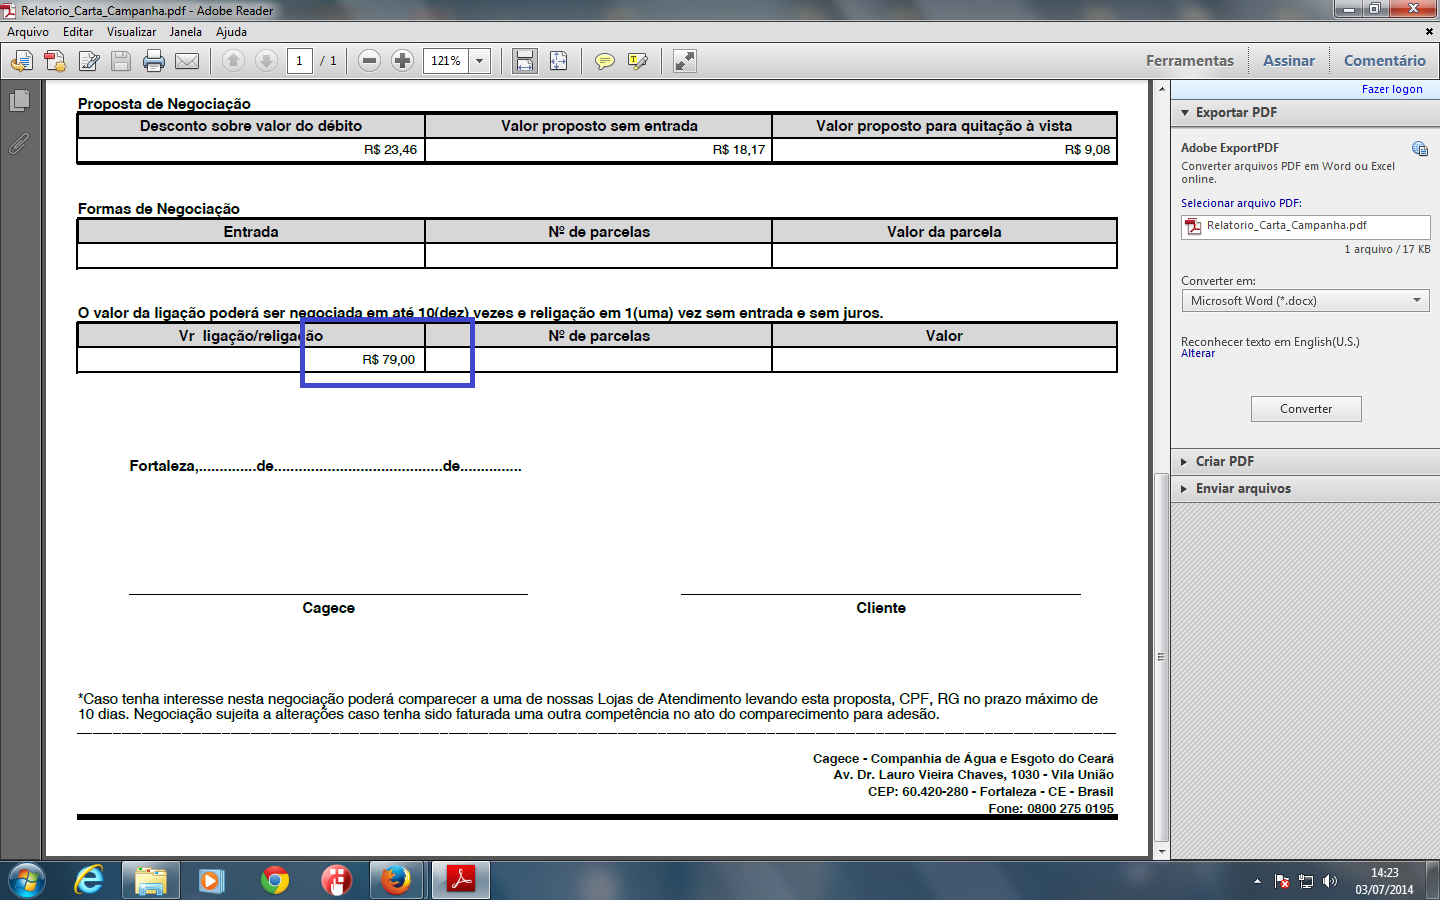 Relatorio_Carta_Campanha.pdf - Adobe Reader
Arquivo Editar Visualizar Janela Ajuda
1 / 1 121% Ferramentas Assinar Comentário
Fazer logon
Exportar PDF
Adobe ExportPDF
Converter arquivos PDF em Word ou Excel
online.
Selecionar arquivo PDF:
Relatorio_Carta_Campanha.pdf
1 arquivo / 17 KB
Converter em:
Microsoft Word (*.docx)
Reconhecer texto em English(U.S.)
Alterar
Converter
Criar PDF
Enviar arquivos
Proposta de Negociação
Desconto sobre valor do débito Valor proposto sem entrada Valor proposto para quitação à vista
R$ 23,46 R$ 18,17 R$ 9,08
Formas de Negociação
Entrada Nº de parcelas Valor da parcela
O valor da ligação poderá ser negociada em até 10(dez) vezes e religação em 1(uma) vez sem entrada e sem juros.
Vr ligação/religação Nº de parcelas Valor
R$ 79,00
Fortaleza,..............de.........................................de...............
Cagece Cliente
*Caso tenha interesse nesta negociação poderá comparecer a uma de nossas Lojas de Atendimento levando esta proposta, CPF, RG no prazo máximo de
10 dias. Negociação sujeita a alterações caso tenha sido faturada uma outra competência no ato do comparecimento para adesão.
Cagece - Companhia de Água e Esgoto do Ceará
Av. Dr. Lauro Vieira Chaves, 1030 - Vila União
CEP: 60.420-280 - Fortaleza - CE - Brasil
Fone: 0800 275 0195
14:23
03/07/2014